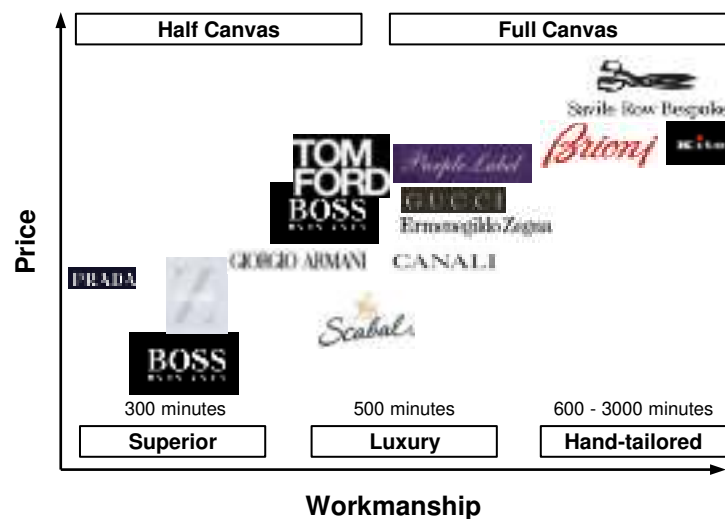 Half Canvas
Full Canvas
Savile Row Bespoke
Brioni
Kito
TOM
FORD
Purple Label
GUCCI
BOSS
Ermenegildo Zegna
GIORGIO ARMANI
CANALI
PRADA
Scabal
BOSS
300 minutes
500 minutes
600 - 3000 minutes
Superior
Luxury
Hand-tailored
Price
Workmanship